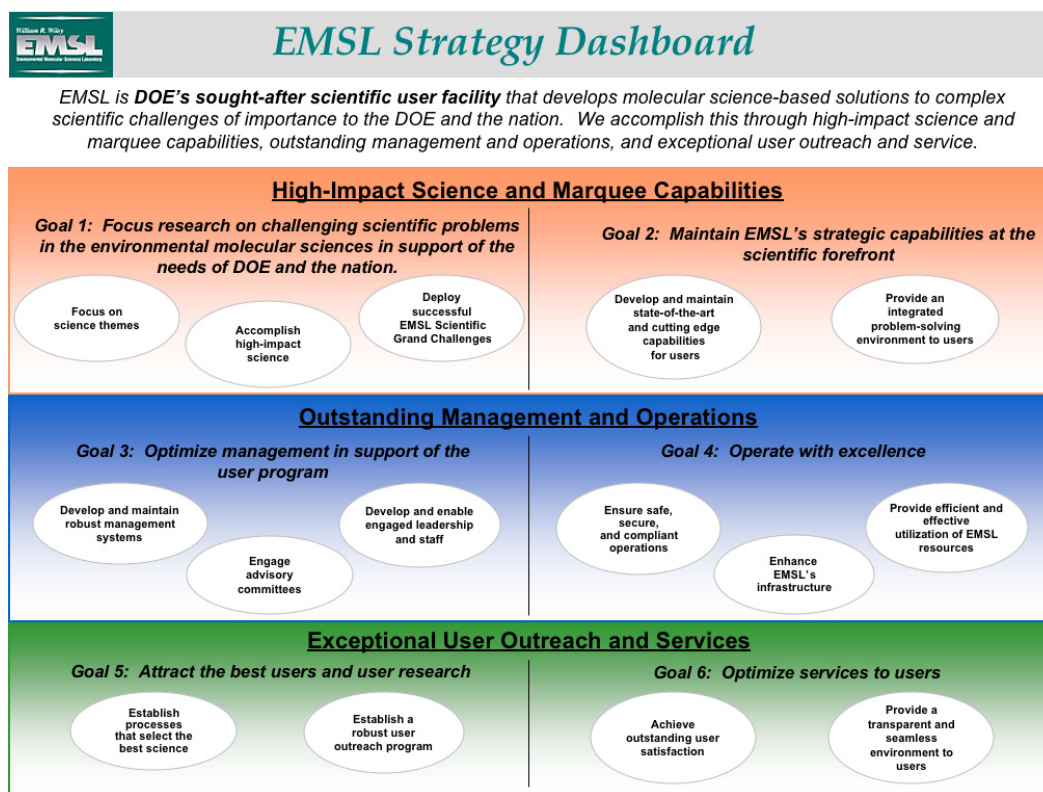 William R. Wiley
EMSL
Environmental Molecular Sciences Laboratory
EMSL Strategy Dashboard
EMSL is DOE's sought-after scientific user facility that develops molecular science-based solutions to complex
scientific challenges of importance to the DOE and the nation. We accomplish this through high-impact science and
marquee capabilities, outstanding management and operations, and exceptional user outreach and service.
High-Impact Science and Marquee Capabilities
Goal 1: Focus research on challenging scientific problems
in the environmental molecular sciences in support of the
needs of DOE and the nation.
Focus on
science themes
Accomplish
high-impact
science
Deploy
successful
EMSL Scientific
Grand Challenges
Goal 2: Maintain EMSL's strategic capabilities at the
scientific forefront
Develop and maintain
state-of-the-art
and cutting edge
capabilities
for users
Provide an
integrated
problem-solving
environment to users
Outstanding Management and Operations
Goal 3: Optimize management in support of the
user program
Develop and maintain
robust management
systems
Engage
advisory
committees
Develop and enable
engaged leadership
and staff
Goal 4: Operate with excellence
Ensure safe,
secure,
and compliant
operations
Enhance
EMSL's
infrastructure
Provide efficient and
effective
utilization of EMSL
resources
Exceptional User Outreach and Services
Goal 5: Attract the best users and user research
Establish
processes
that select the
best science
Establish a
robust user
outreach program
Goal 6: Optimize services to users
Achieve
outstanding user
satisfaction
Provide a
transparent and
seamless
environment to
users